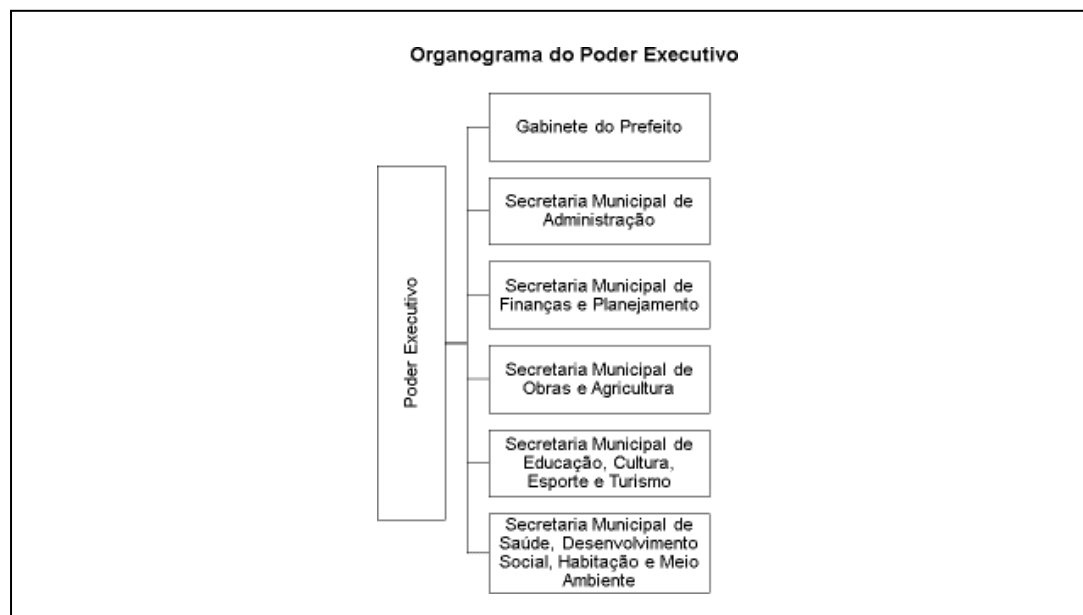 Organograma do Poder Executivo
Poder Executivo
Gabinete do Prefeito
Secretaria Municipal de
Administração
Secretaria Municipal de
Finanças e Planejamento
Secretaria Municipal de
Obras e Agricultura
Secretaria Municipal de
Educação, Cultura,
Esporte e Turismo
Secretaria Municipal de
Saúde, Desenvolvimento
Social, Habitação e Meio
Ambiente